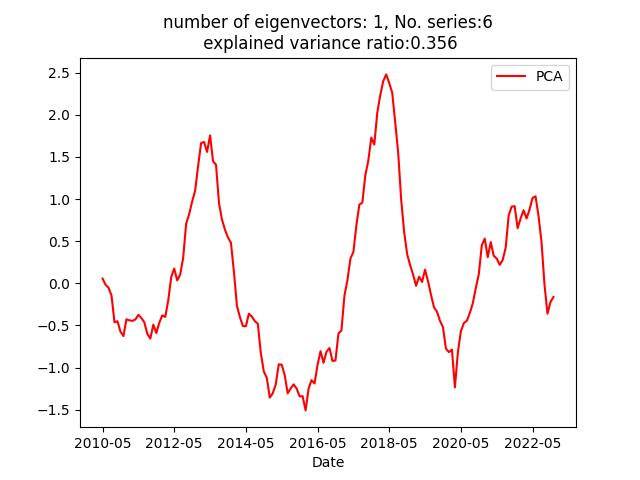 number of eigenvectors: 1, No. series:6
explained variance ratio:0.356
PCA
2.5
2.0
1.5
1.0
0.5
0.0
−0.5
−1.0
−1.5
2010-05 2012-05 2014-05 2016-05 2018-05 2020-05 2022-05
Date